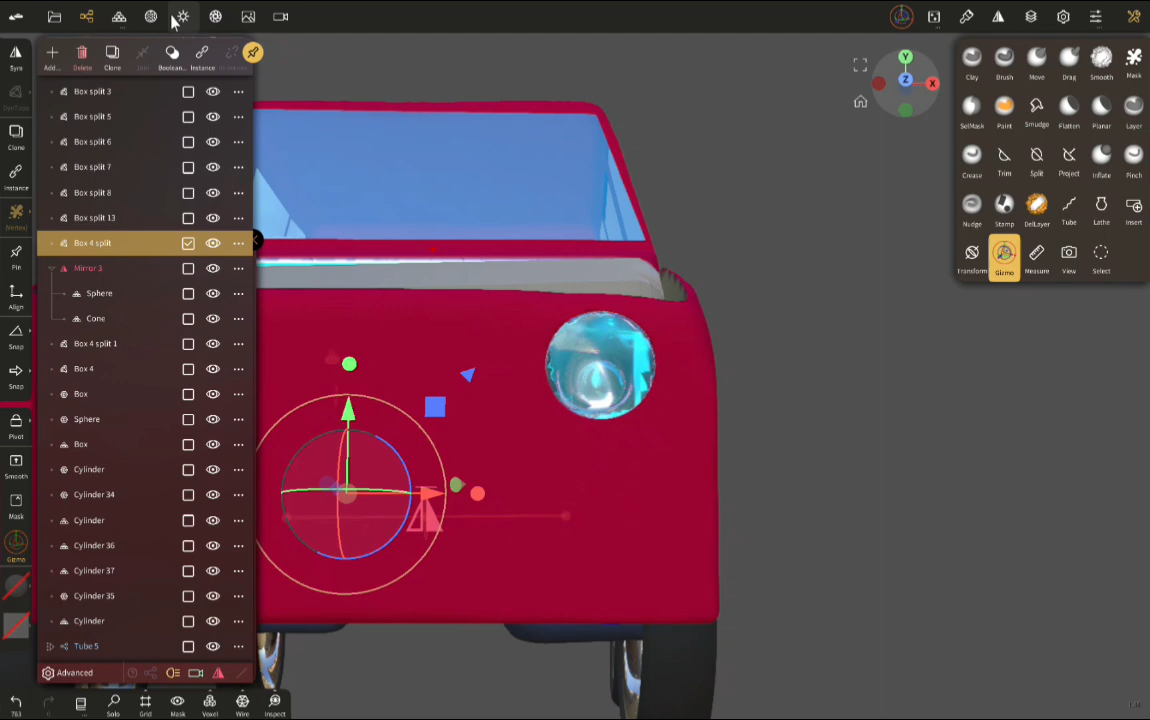 Add...
Delete
Clone
Join
Boolean...
Instance
Box split 3
Box split 5
Box split 6
Box split 7
Box split 8
Box split 13
Box 4 split
Mirror 3
Sphere
Cone
Box 4 split 1
Box 4
Box
Sphere
Box
Cylinder
Cylinder 34
Cylinder
Cylinder 36
Cylinder 37
Cylinder 35
Cylinder
Tube 5
Advanced
Sym
DynTopo
Clone
Instance
(Vertex)
Pin
Align
Snap
Snap
Pivot
Smooth
Mask
Gizmo
763
...
Solo
Grid
Mask
Voxel
Wire
Inspect
Y
Z
X
Clay
Brush
Move
Drag
Smooth
Mask
SelMask
Paint
Smudge
Flatten
Planar
Layer
Crease
Trim
Split
Project
Inflate
Pinch
Nudge
Stamp
DelLayer
Tube
Lathe
Insert
Transform
Gizmo
Measure
View
Select